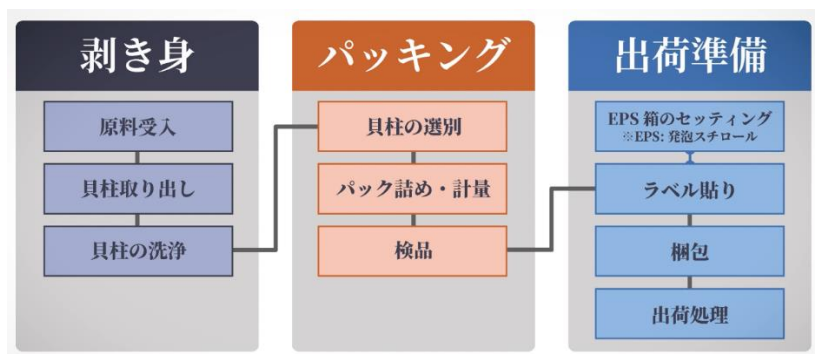 剥き身
原料受入
貝柱取り出し
貝柱の洗浄
パッキング
貝柱の選別
パック詰め・計量
検品
出荷準備
EPS 箱のセッティング
※EPS: 発泡スチロール
ラベル貼り
梱包
出荷処理